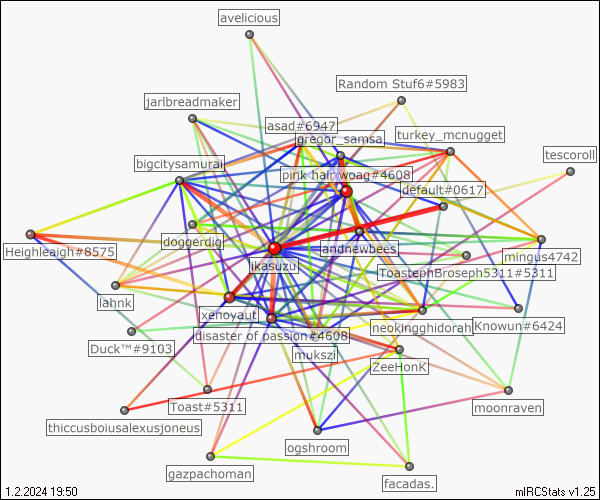 avelicious
Random Stuf6#5983
jarlbreadmaker
asad#6947
gregor_samsa
turkey_mcnugget
bigcitysamurai
tescoroll
pink hair woag#4608
default#0617
doggerdig
andnewbees
Heighleaigh#8575
mingus4742
jkasuzu
ToastephBroseph5311#5311
lahnk
xenoyaut
neokingghidorah
Knowun#6424
disaster of passion#4608
Duck™#9103
mukszil
ZeeHonK
Toast#5311
moonraven
thiccusboiusalexusjoneus
ogshroom
gazpachoman
facadas.
1.2.2024 19:50
mIRCStats v1.25